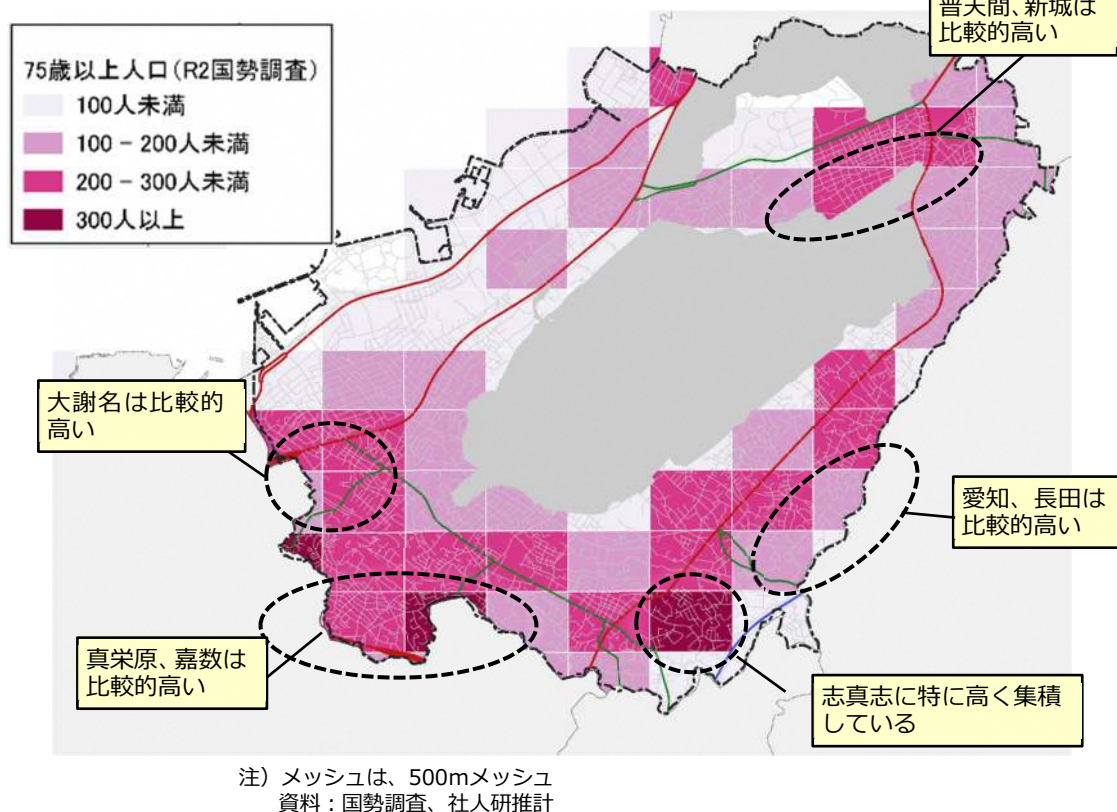 普天間、新城は
比較的高い
75歳以上人口(R2国勢調査)
100人未満
100 - 200人未満
200 - 300人未満
300人以上
大謝名は比較的
高い
愛知、長田は
比較的高い
真栄原、嘉数は
比較的高い
志真志に特に高く集積
している
注）メッシュは、500mメッシュ
資料：国勢調査、社人研推計